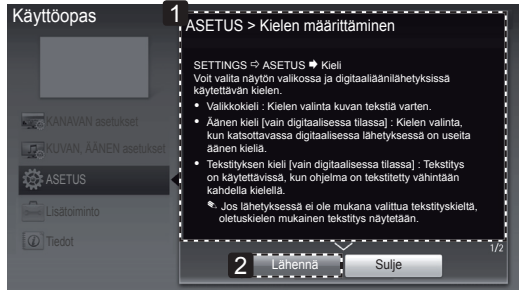 Käyttöopas
1
ASETUS > Kielen määrittäminen
SETTINGS ⇨ ASETUS 🡆 Kieli
Voit valita näytön valikossa ja digitaaliäänilähetyksissä
käytettävän kielen.
• Valikkokieli : Kielen valinta kuvan tekstiä varten.
• Äänen kieli [vain digitaalisessa tilassa] : Kielen valinta,
kun katsottavassa digitaalisessa lähetyksessä on useita
äänen kieliä.
• Tekstityksen kieli [vain digitaalisessa tilassa] : Tekstitys
on käytettävissä, kun ohjelma on tekstitetty vähintään
kahdella kielellä.
✎ Jos lähetyksessä ei ole mukana valittua tekstityskieltä,
oletuskielen mukainen tekstitys näytetään.
KANAVAN asetukset
KUVAN, ÄÄNEN asetukset
ASETUS
Lisätoiminto
Tiedot
1/2
2
Lähennä
Sulje